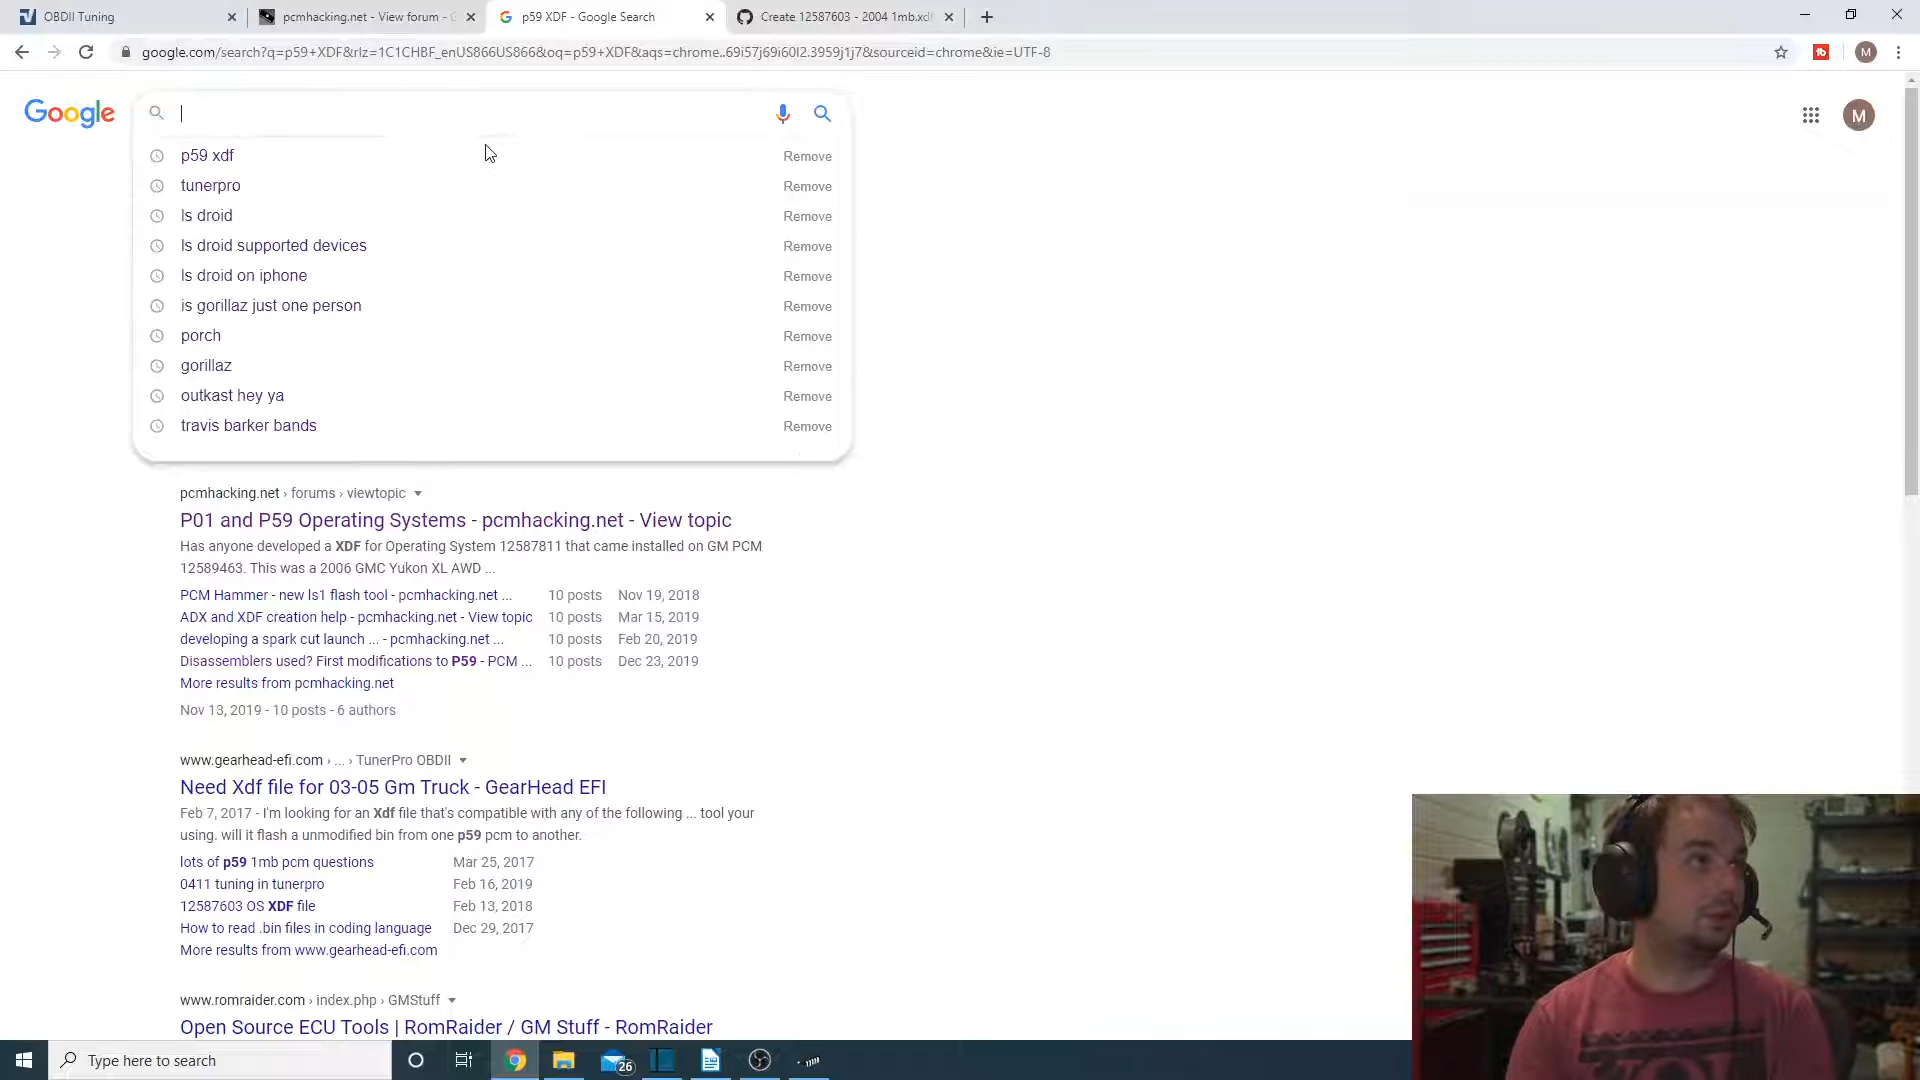 OBDII Tuning
pcmhacking.net - View forum - G
p59 XDF - Google Search
Create 12587603 - 2004 1mb.xdf
google.com/search?q=p59+XDF&rlz=1C1CHBF_enUS866US866&oq=p59+XDF&aqs=chrome..69i57j69i60l2.3959j1j7&sourceid=chrome&ie=UTF-8
M
Google
M
p59 xdf Remove
tunerpro Remove
ls droid Remove
ls droid supported devices Remove
ls droid on iphone Remove
is gorillaz just one person Remove
porch Remove
gorillaz Remove
outkast hey ya Remove
travis barker bands Remove
pcmhacking.net › forums › viewtopic
P01 and P59 Operating Systems - pcmhacking.net - View topic
Has anyone developed a XDF for Operating System 12587811 that came installed on GM PCM
12589463. This was a 2006 GMC Yukon XL AWD ...
PCM Hammer - new ls1 flash tool - pcmhacking.net ... 10 posts Nov 19, 2018
ADX and XDF creation help - pcmhacking.net - View topic 10 posts Mar 15, 2019
developing a spark cut launch ... - pcmhacking.net ... 10 posts Feb 20, 2019
Disassemblers used? First modifications to P59 - PCM ... 10 posts Dec 23, 2019
More results from pcmhacking.net
Nov 13, 2019 - 10 posts - 6 authors
www.gearhead-efi.com › ... › TunerPro OBDII
Need Xdf file for 03-05 Gm Truck - GearHead EFI
Feb 7, 2017 - I'm looking for an Xdf file that's compatible with any of the following ... tool your
using. will it flash a unmodified bin from one p59 pcm to another.
lots of p59 1mb pcm questions Mar 25, 2017
0411 tuning in tunerpro Feb 16, 2019
12587603 OS XDF file Feb 13, 2018
How to read .bin files in coding language Dec 29, 2017
More results from www.gearhead-efi.com
www.romraider.com › index.php › GMStuff
Open Source ECU Tools | RomRaider / GM Stuff - RomRaider
Type here to search
26